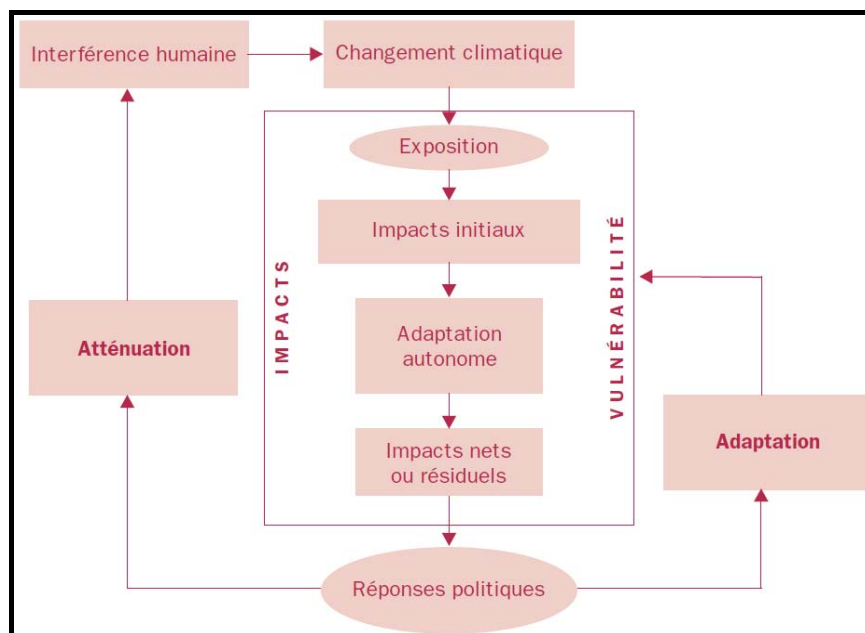 Interférence humaine
Changement climatique
Exposition
Impacts initiaux
IMPACTS
VULNÉRABILITÉ
Adaptation
autonome
Atténuation
Impacts nets
ou résiduels
Adaptation
Réponses politiques